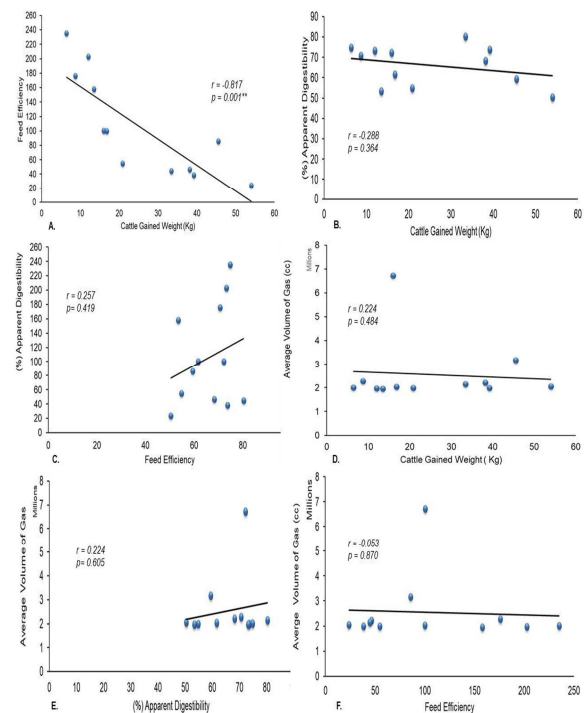 Feed Efficiency
260
240
220
200
180
160
140
120
100
80
60
40
20
0
r = -0.817
p = 0.001**
0 10 20 30 40 50 60
A. Cattle Gained Weight (Kg)
(%) Apparent Digestibility
90
80
70
60
50
40
30
20
10
0
r = -0.288
p = 0.364
0 10 20 30 40 50 60
B. Cattle Gained Weight (Kg)
(%) Apparent Digestibility
260
240
220
200
180
160
140
120
100
80
60
40
20
0
r = 0.257
p= 0.419
0 20 40 60 80
C. Feed Efficiency
Average Volume of Gas (cc)
Millions
8
7
6
5
4
3
2
1
0
r = 0.224
p = 0.484
0 10 20 30 40 50 60
D. Cattle Gained Weight ( Kg)
Average Volume of Gas
Millions
8
7
6
5
4
3
2
1
0
r = 0.224
p= 0.605
0 10 20 30 40 50 60 70 80
E. (%) Apparent Digestibility
Averge Volume of Gas (cc)
Millions
8
7
6
5
4
3
2
1
0
r = -0.053
p = 0.870
0 50 100 150 200 250
F. Feed Efficiency